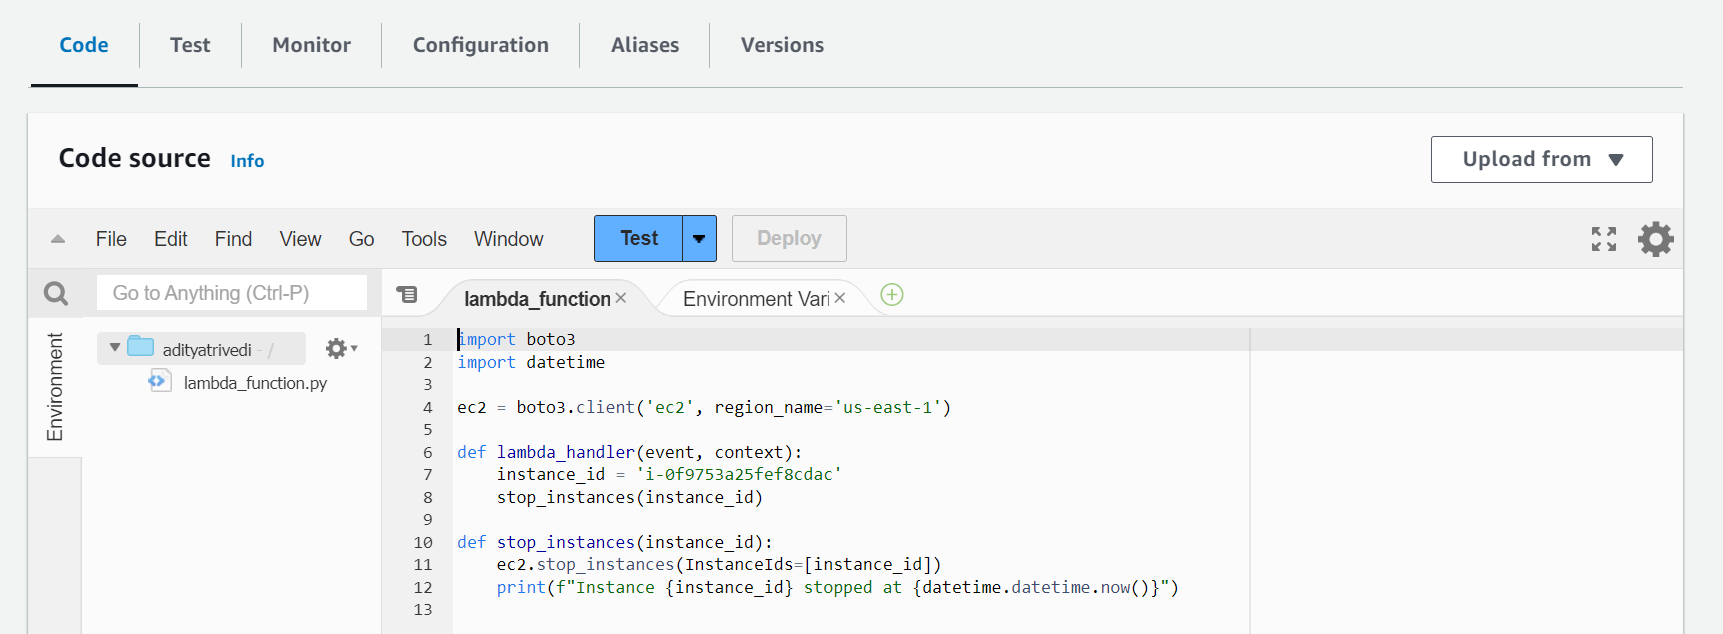 Code Test Monitor Configuration Aliases Versions
Code source Info
Upload from
File Edit Find View Go Tools Window Test Deploy
Go to Anything (Ctrl-P)
lambda_function Environment Vari
Environment
adityatrivedi - /
lambda_function.py
1 import boto3
2 import datetime
3
4 ec2 = boto3.client('ec2', region_name='us-east-1')
5
6 def lambda_handler(event, context):
7     instance_id = 'i-0f9753a25fef8cdac'
8     stop_instances(instance_id)
9
10 def stop_instances(instance_id):
11     ec2.stop_instances(InstanceIds=[instance_id])
12     print(f"Instance {instance_id} stopped at {datetime.datetime.now()}")
13